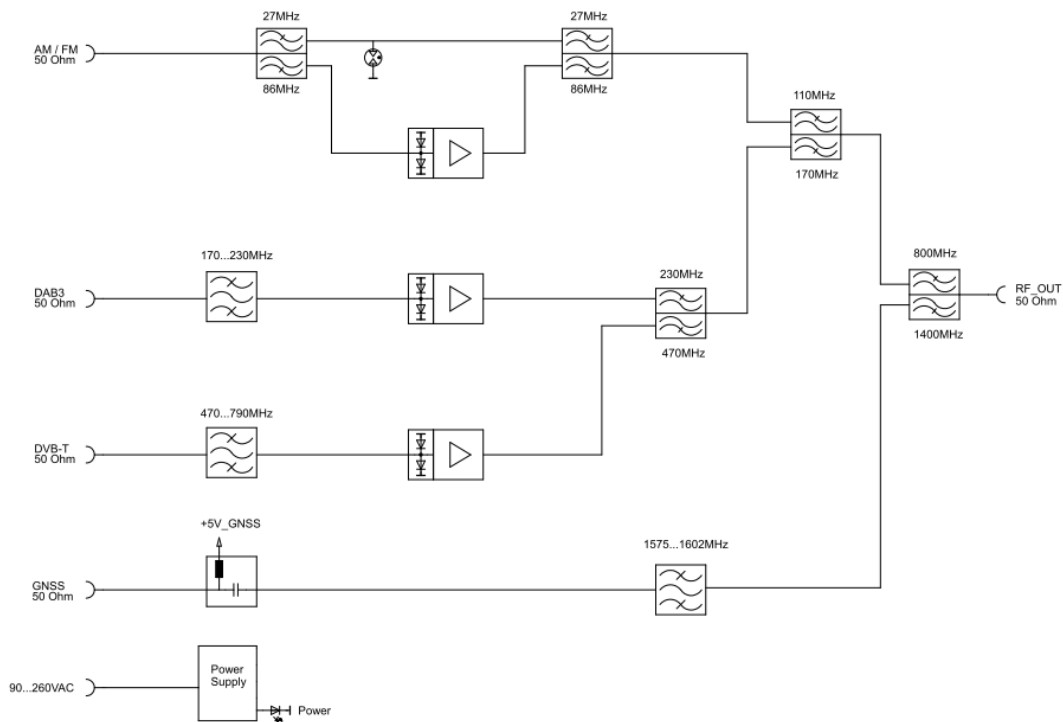 27MHz
27MHz
AM / FM
50 Ohm
86MHz
86MHz
110MHz
170MHz
170...230MHz
DAB3
50 Ohm
230MHz
470MHz
800MHz
RF_OUT
50 Ohm
1400MHz
470...790MHz
DVB-T
50 Ohm
+5V_GNSS
1575...1602MHz
GNSS
50 Ohm
90...260VAC
Power
Supply
Power